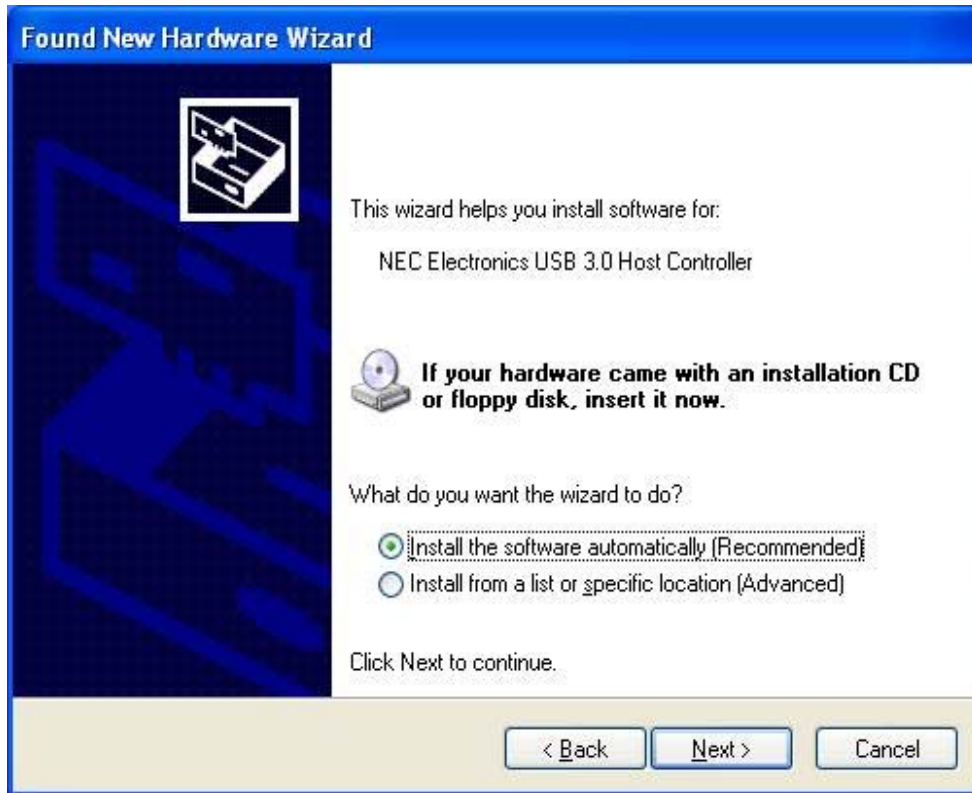 Found New Hardware Wizard
This wizard helps you install software for:
NEC Electronics USB 3.0 Host Controller
If your hardware came with an installation CD
or floppy disk, insert it now.
What do you want the wizard to do?
Install the software automatically (Recommended)
Install from a list or specific location (Advanced)
Click Next to continue.
< Back Next > Cancel